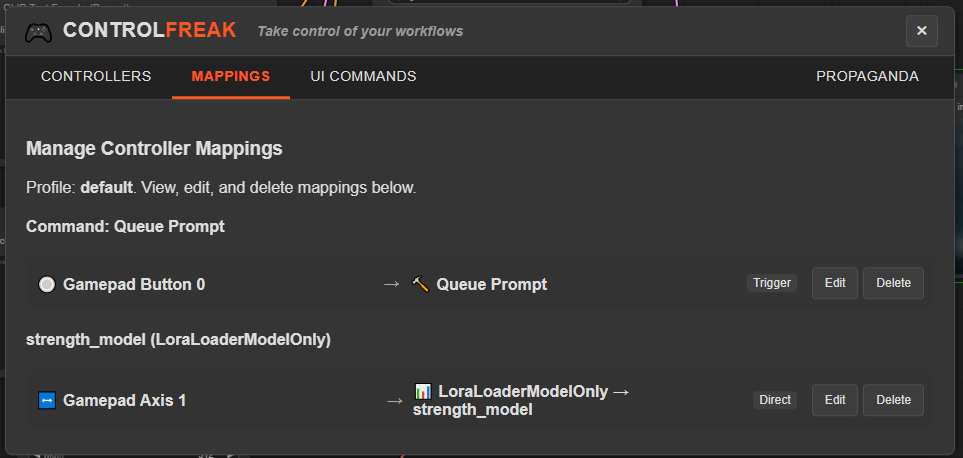 CONTROLFREAK Take control of your workflows ×
CONTROLLERS MAPPINGS UI COMMANDS PROPAGANDA
Manage Controller Mappings
Profile: default. View, edit, and delete mappings below.
Command: Queue Prompt
Gamepad Button 0 → Queue Prompt Trigger Edit Delete
strength_model (LoraLoaderModelOnly)
Gamepad Axis 1 → LoraLoaderModelOnly → Direct Edit Delete
strength_model